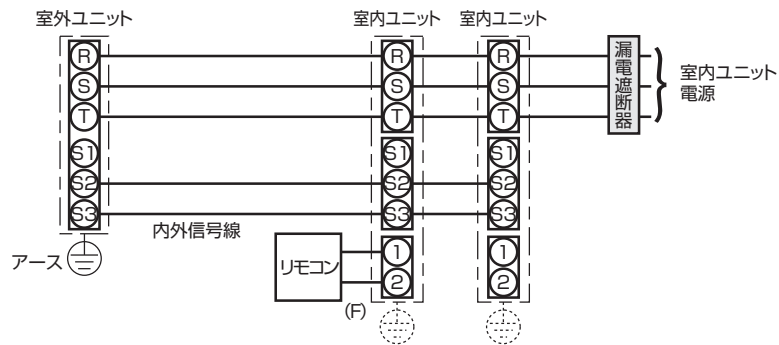 室外ユニット
室内ユニット
室内ユニット
R
R
R
S
S
S
T
T
T
漏電遮断器
室内ユニット
電源
S1
S1
S1
S2
S2
S2
S3
S3
S3
内外信号線
アース
リモコン
1
1
2
2
(F)